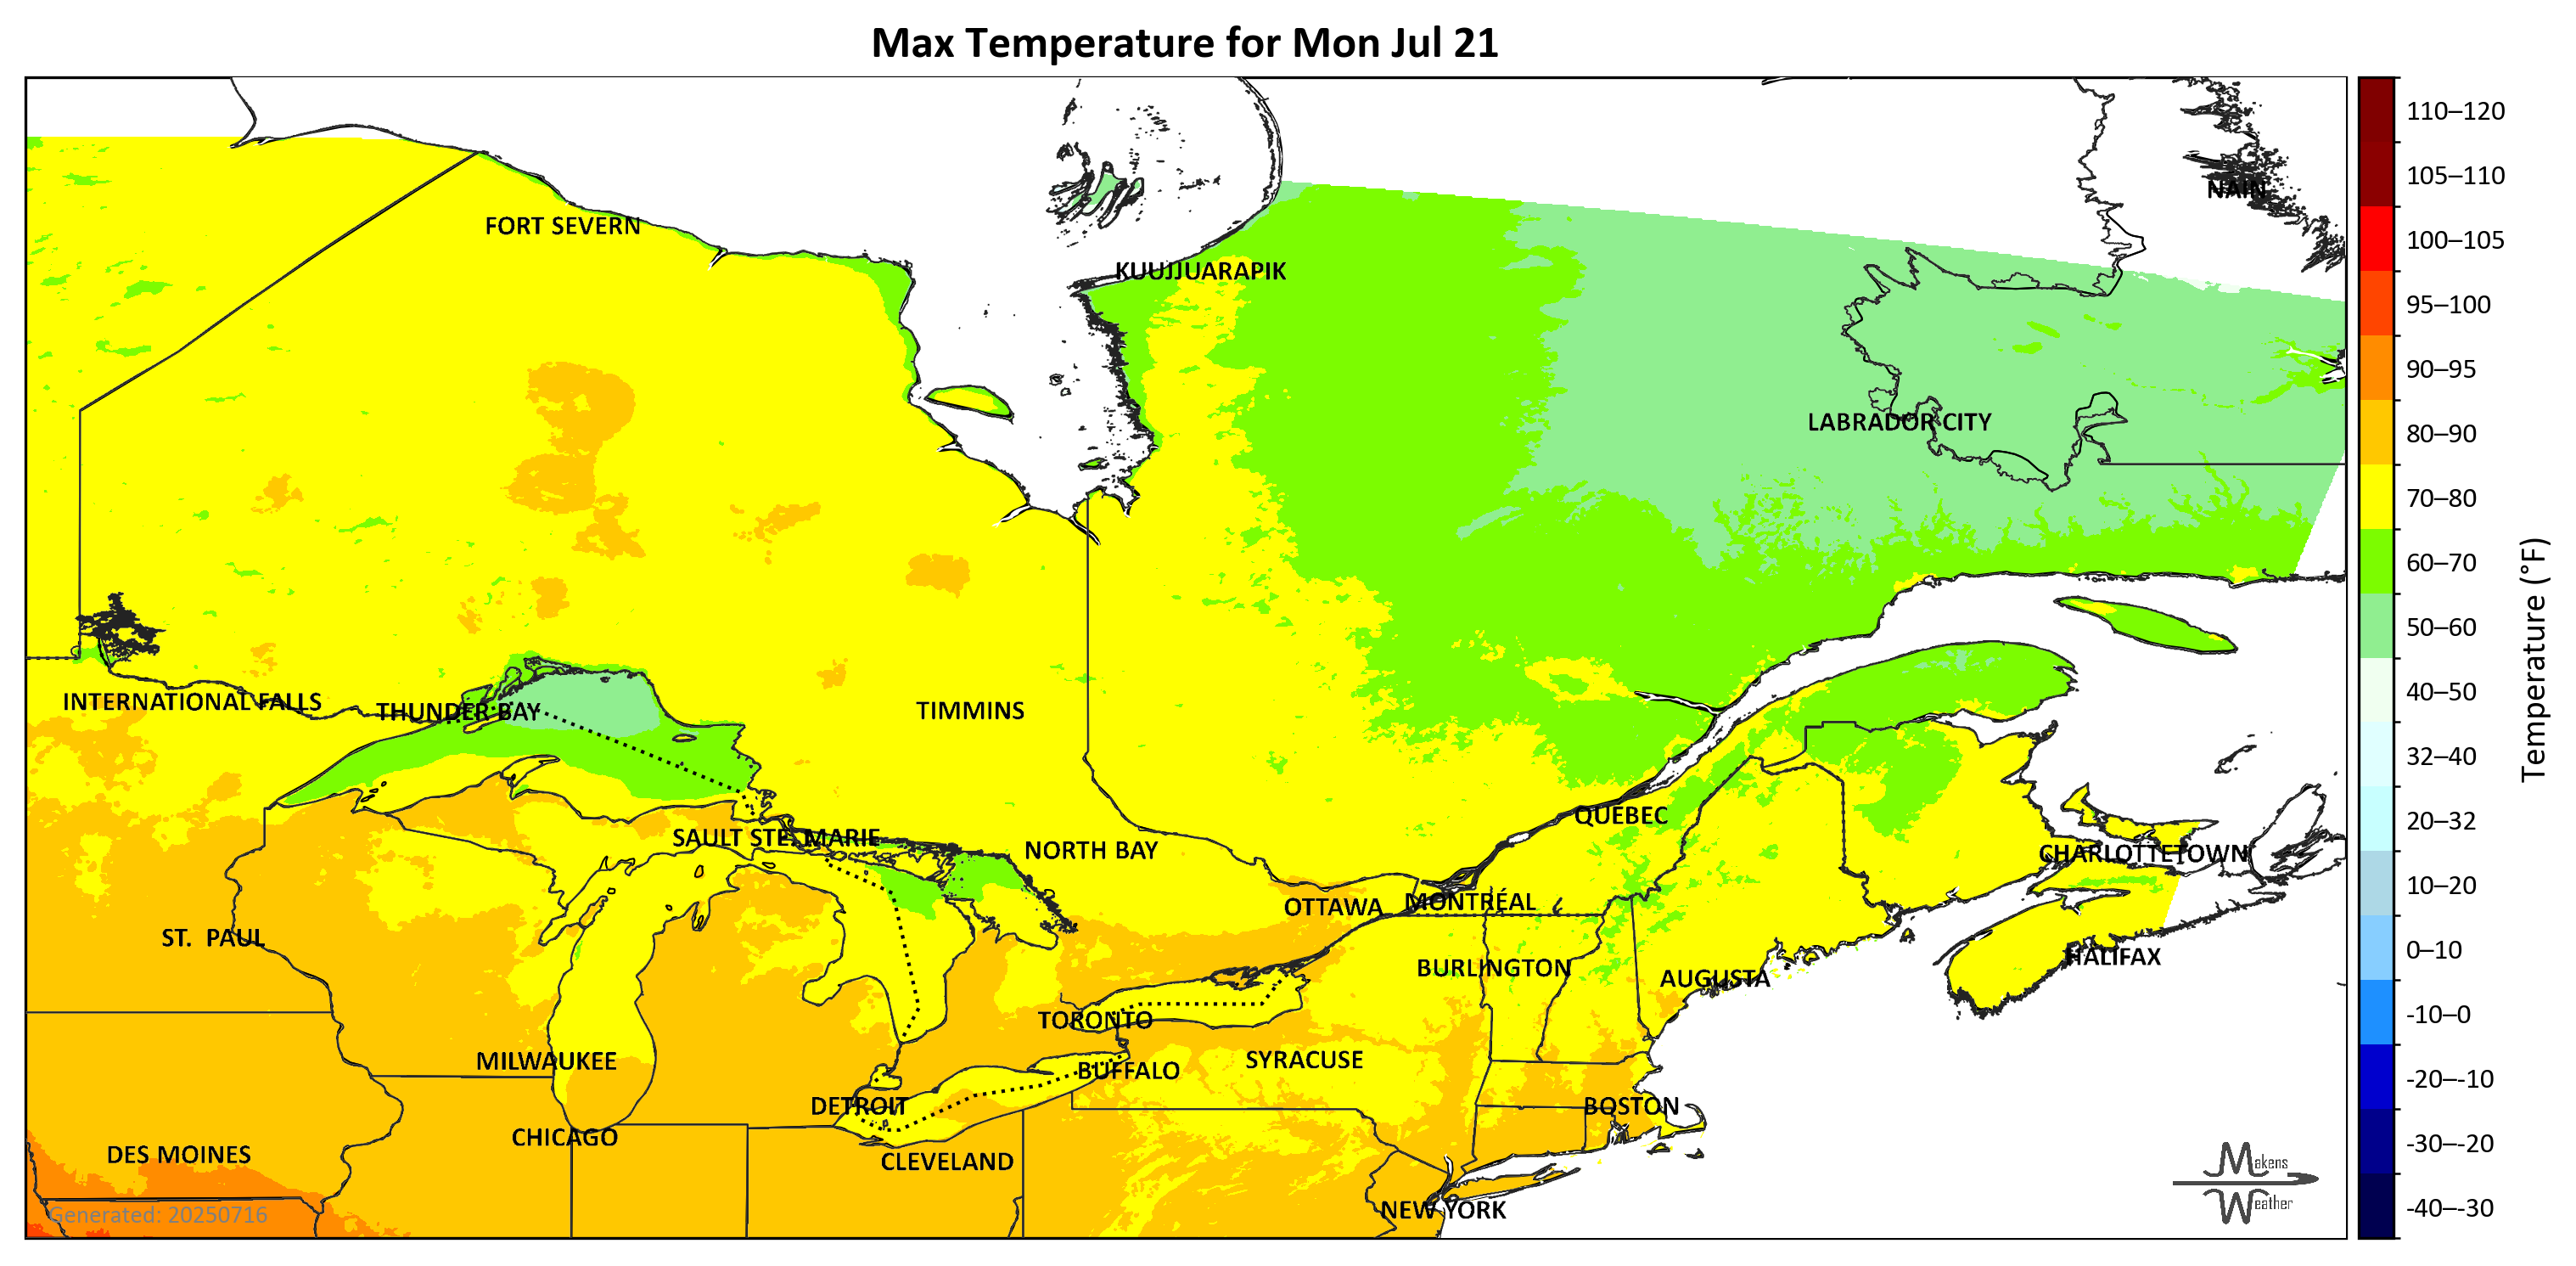 Max Temperature for Mon Jul 21
110–120
105–110
NAIN
FORT SEVERN
100–105
KUUJJUARAPIK
95–100
90–95
LABRADOR CITY
80–90
70–80
60–70
50–60
Temperature (°F)
40–50
INTERNATIONAL FALLS
THUNDER BAY
TIMMINS
32–40
QUEBEC
20–32
SAULT STE. MARIE
NORTH BAY
CHARLOTTETOWN
10–20
OTTAWA
MONTRÉAL
ST. PAUL
0–10
HALIFAX
BURLINGTON
AUGUSTA
-10–0
TORONTO
MILWAUKEE
SYRACUSE
BUFFALO
-20–-10
DETROIT
BOSTON
CHICAGO
-30–-20
DES MOINES
CLEVELAND
Makens
Weather
-40–-30
NEW YORK
Generated: 20250716